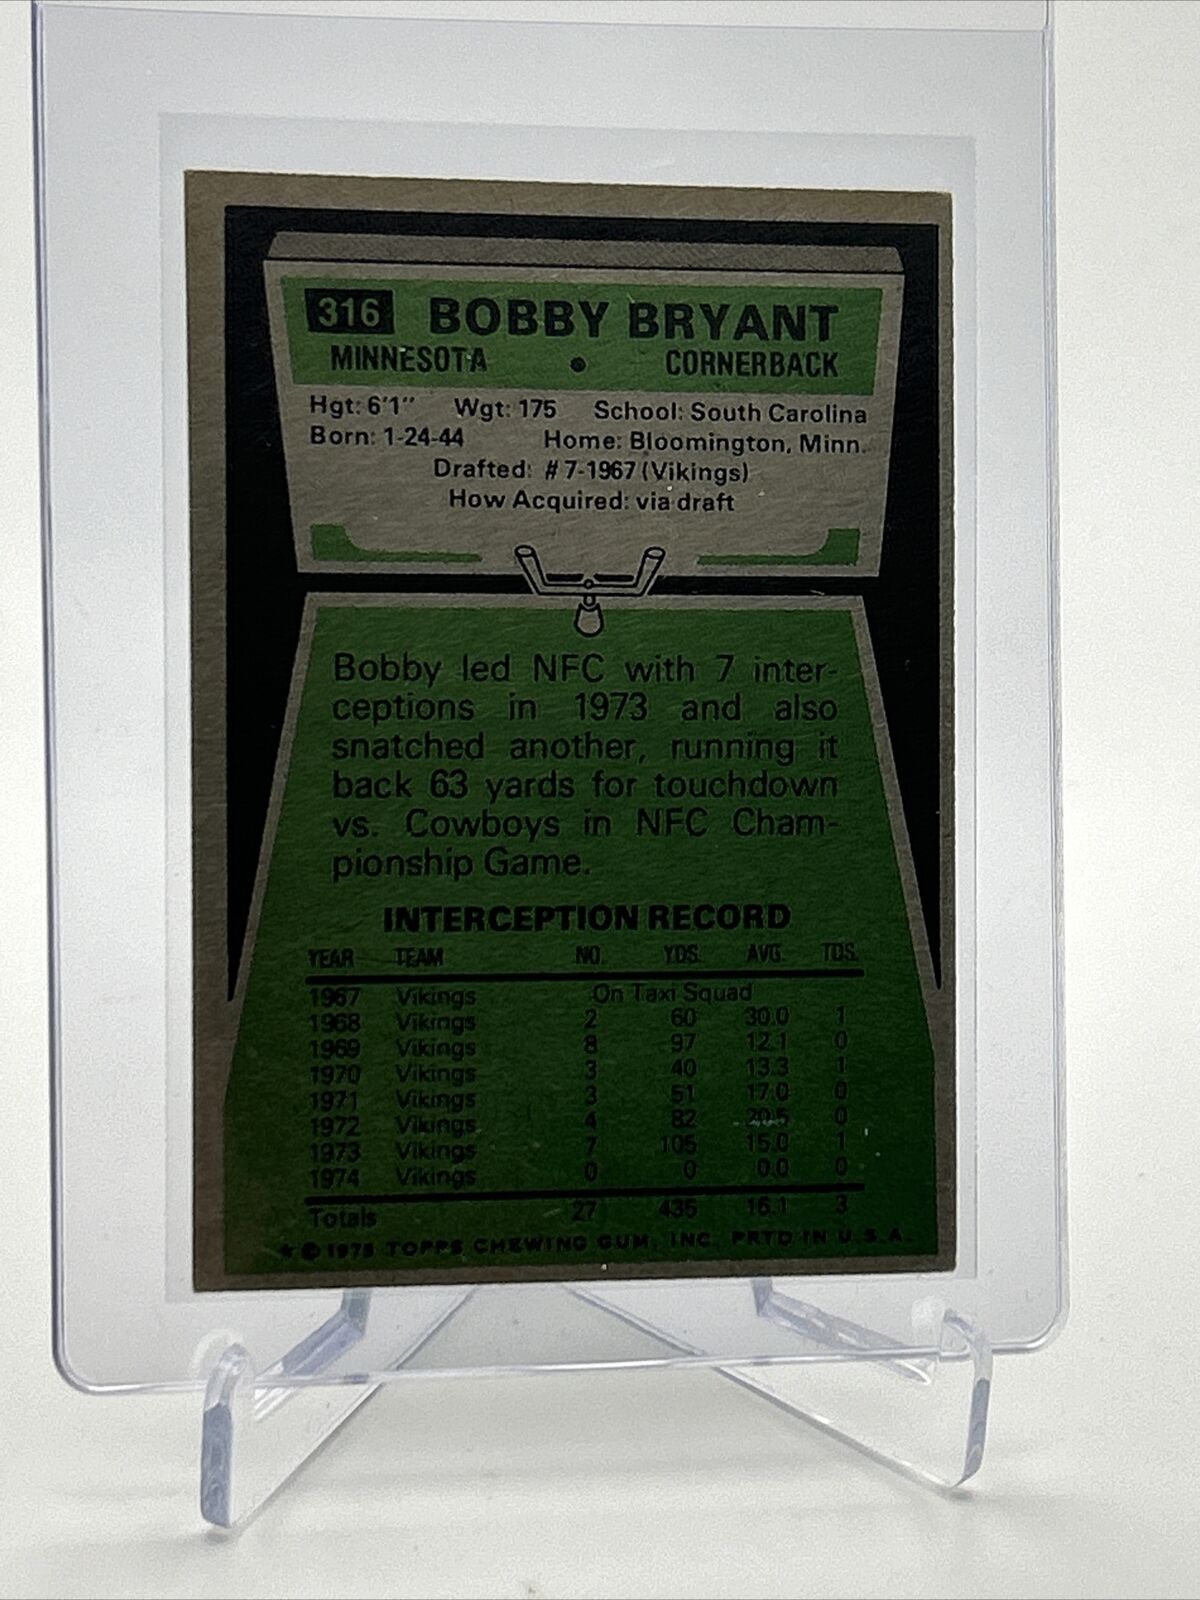 316 BOBBY BRYANT
MINNESOTA • CORNERBACK
Hgt: 6'1" Wgt: 175 School: South Carolina
Born: 1-24-44 Home: Bloomington, Minn.
Drafted: #7-1967 (Vikings)
How Acquired: via draft
Bobby led NFC with 7 inter-
ceptions in 1973 and also
snatched another, running it
back 63 yards for touchdown
vs. Cowboys in NFC Cham-
pionship Game.
INTERCEPTION RECORD
YEAR TEAM NO. YDS. AVG. TDS.
1967 Vikings On Taxi Squad
1968 Vikings 2 60 30.0 1
1969 Vikings 8 97 12.1 0
1970 Vikings 3 40 13.3 1
1971 Vikings 3 51 17.0 0
1972 Vikings 4 82 20.5 0
1973 Vikings 7 105 15.0 1
1974 Vikings 0 0 0.0 0
Totals 27 435 16.1 3
★ © 1975 TOPPS CHEWING GUM, INC. PRTD IN U.S.A.